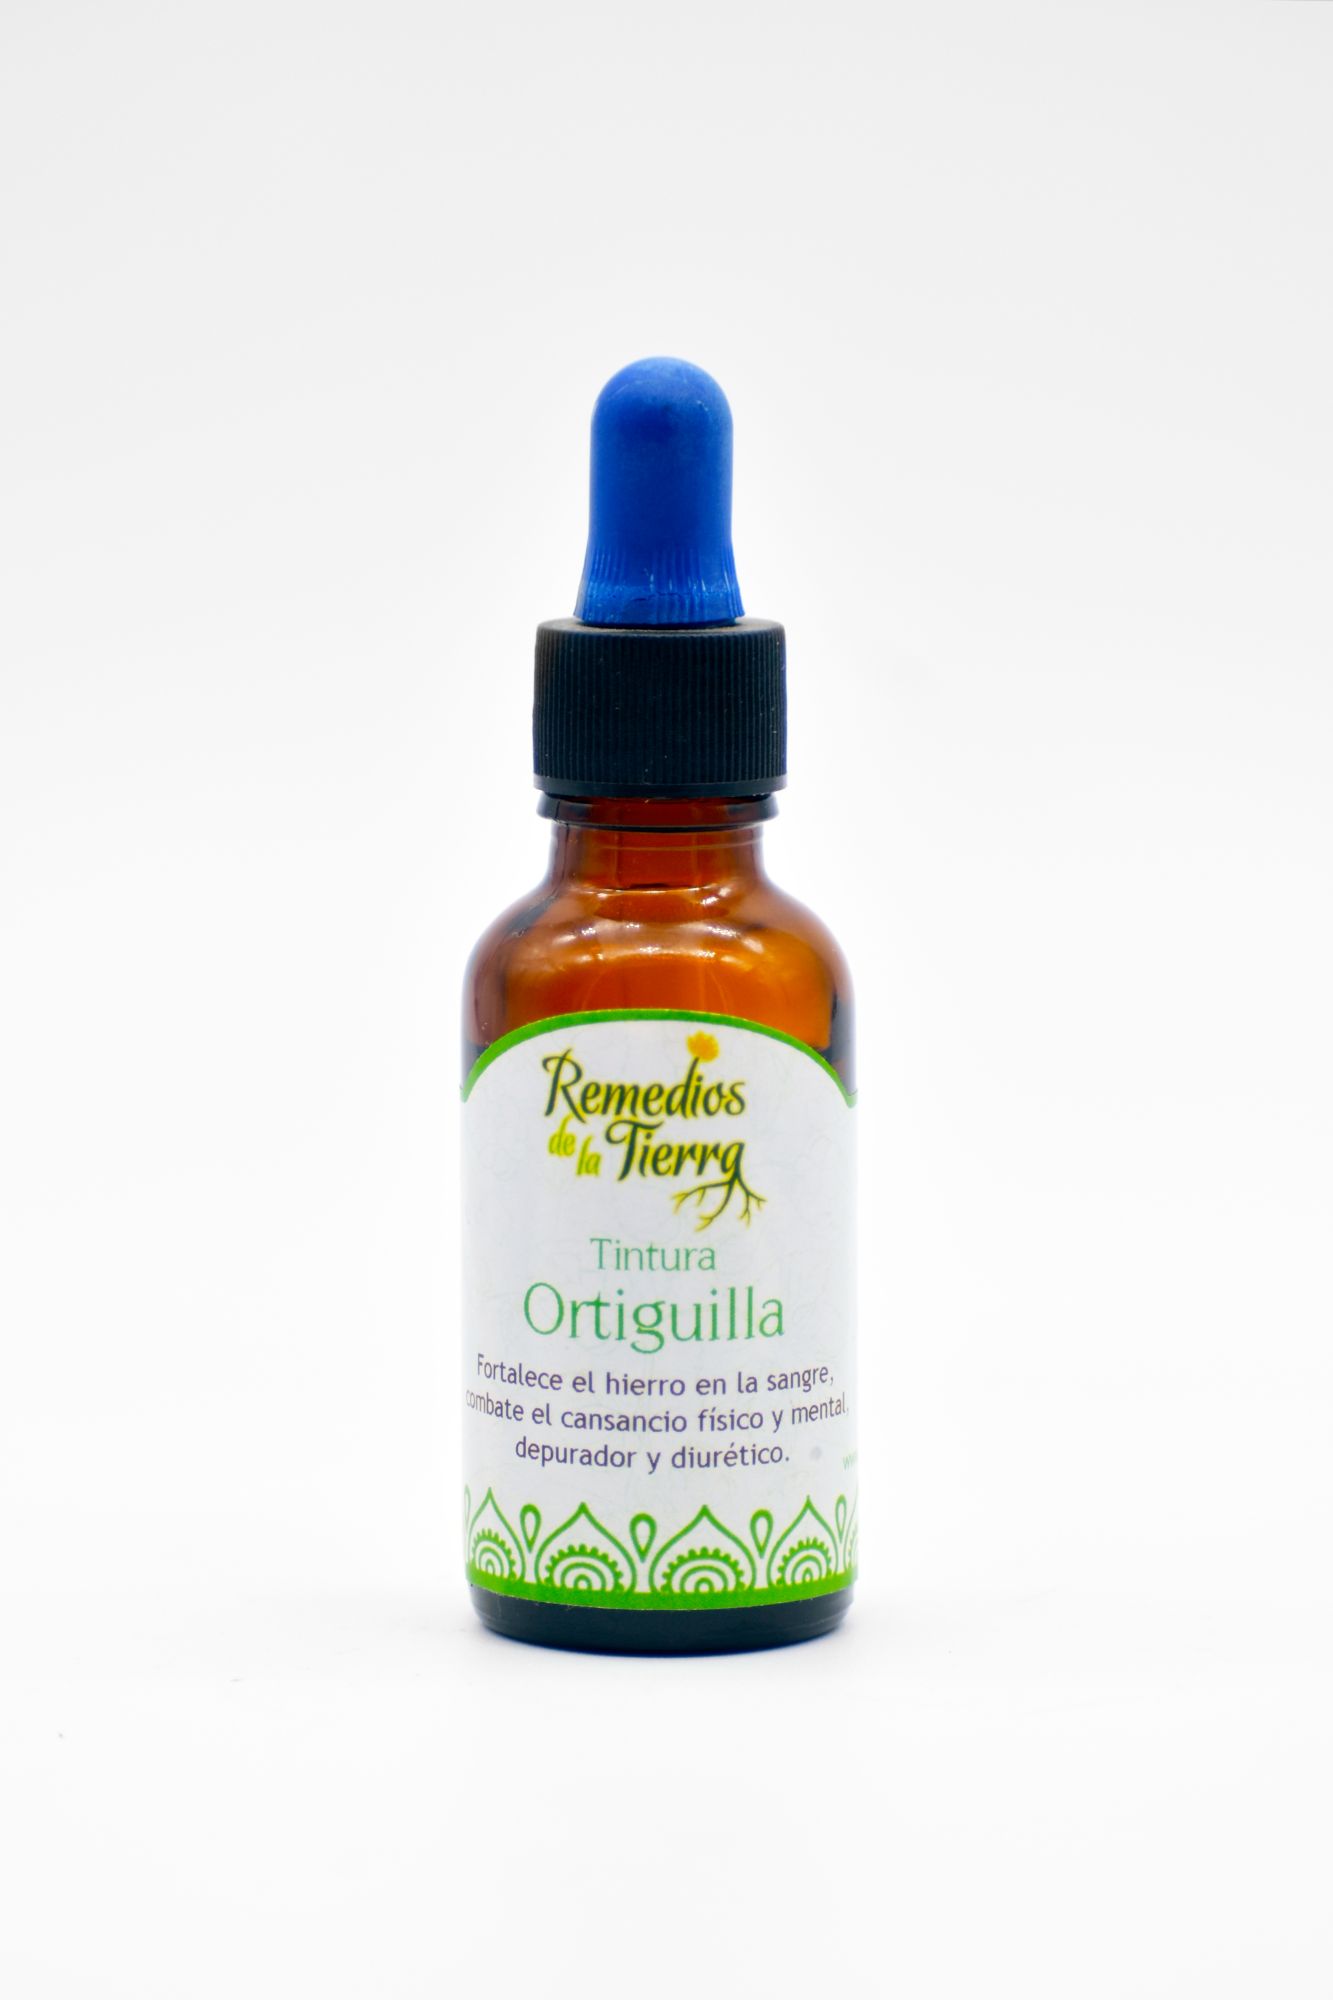 Remedios
de la Tierra
Tintura
Ortiguilla
Fortalece el hierro en la sangre,
combate el cansancio físico y mental,
depurador y diurético.